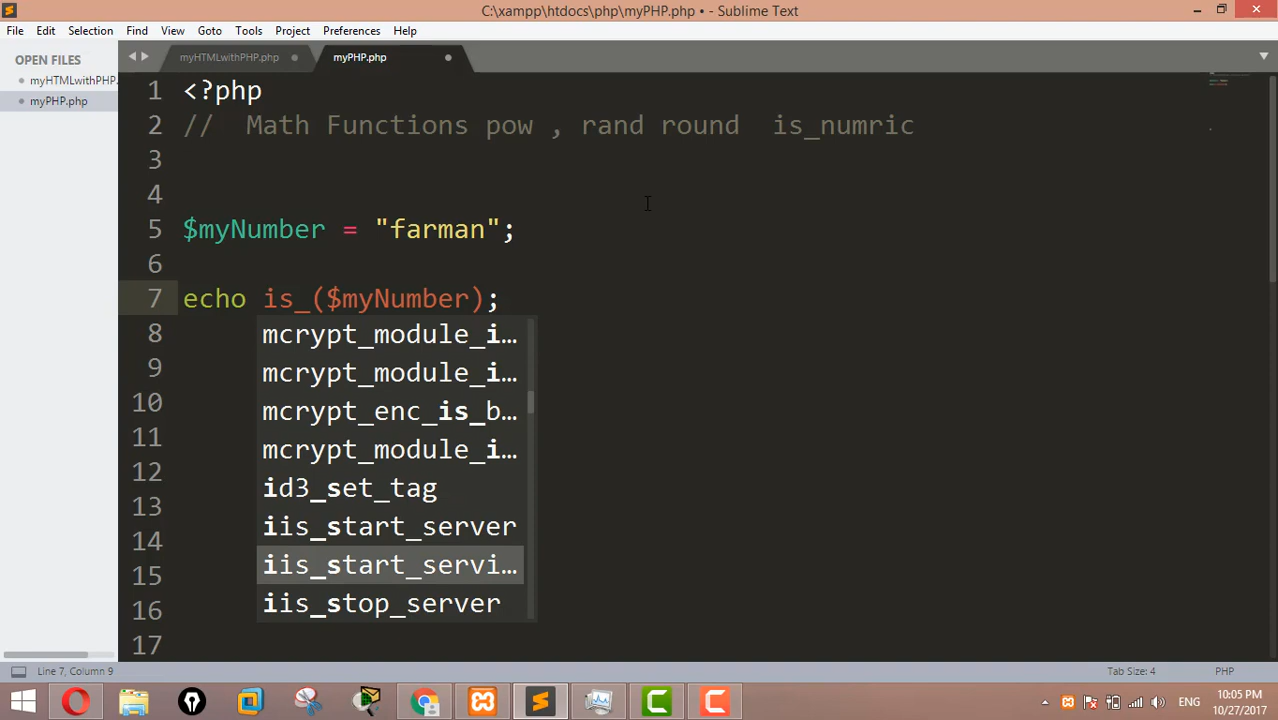 C:\xampp\htdocs\php\myPHP.php • - Sublime Text
File Edit Selection Find View Goto Tools Project Preferences Help
OPEN FILES
myHTMLwithPHP.
myPHP.php
myHTMLwithPHP.php myPHP.php
1 <?php
2 // Math Functions pow , rand round is_numric
3
4
5 $myNumber = "farman";
6
7 echo is_($myNumber);
8 mcrypt_module_i…
9 mcrypt_module_i…
10 mcrypt_enc_is_b…
11 mcrypt_module_i…
12 id3_set_tag
13 iis_start_server
14 iis_start_servi…
15 iis_stop_server
16
17
Line 7, Column 9 Tab Size: 4 PHP
ENG 10:05 PM
10/27/2017